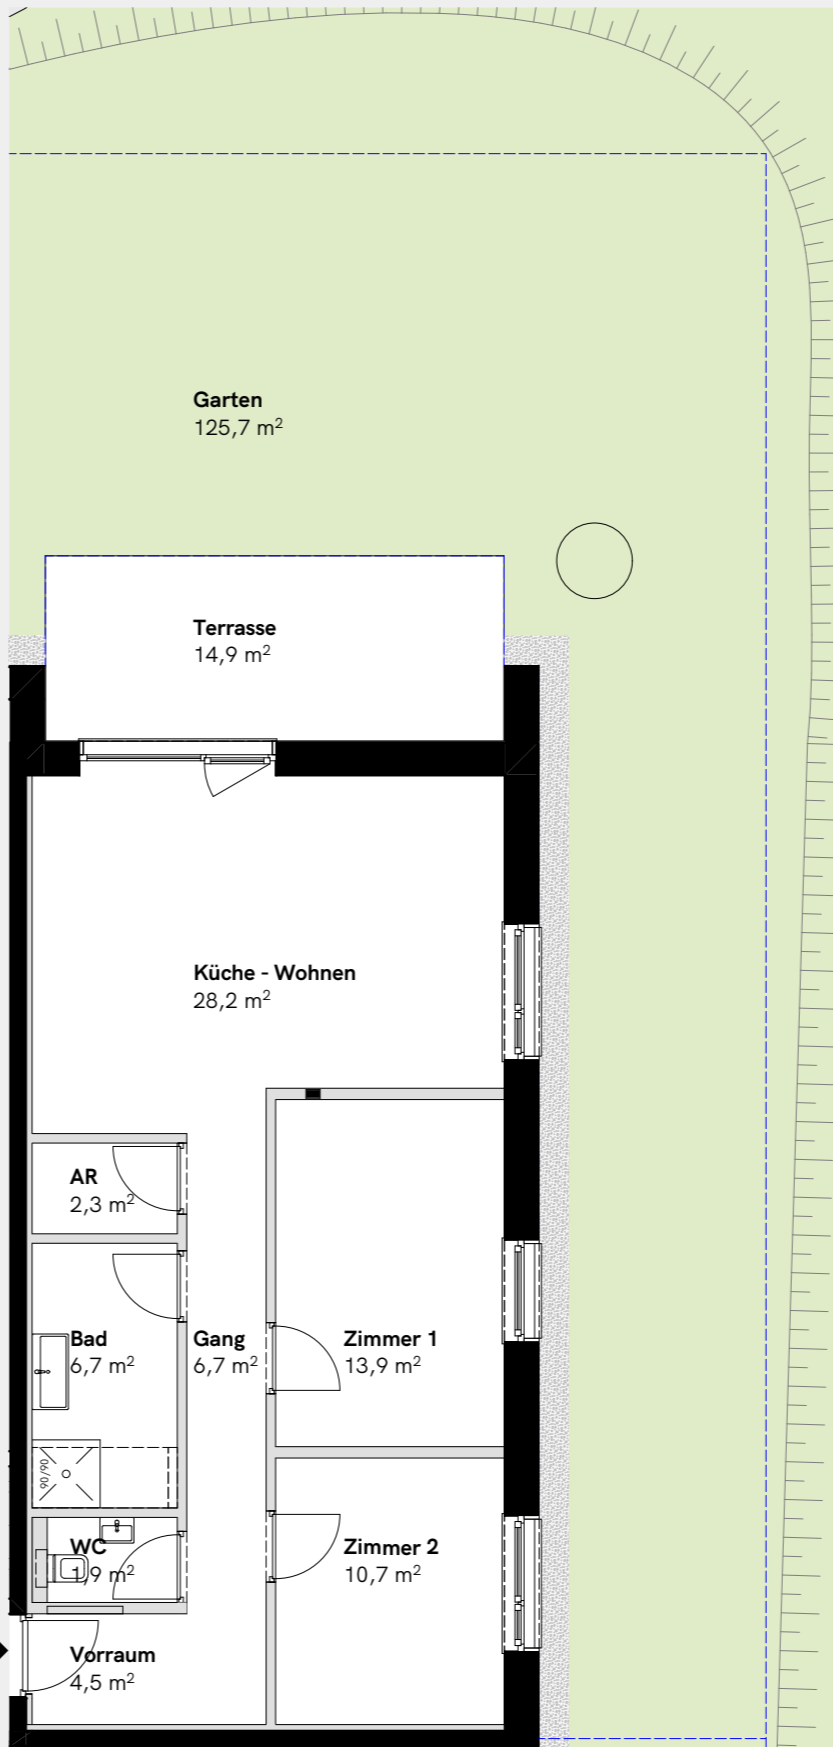 Garten
125,7 m²
Terrasse
14,9 m²
Küche - Wohnen
28,2 m²
AR
2,3 m²
Bad
6,7 m²
Gang
6,7 m²
Zimmer 1
13,9 m²
90/90
WC
1,9 m²
Zimmer 2
10,7 m²
Vorraum
4,5 m²